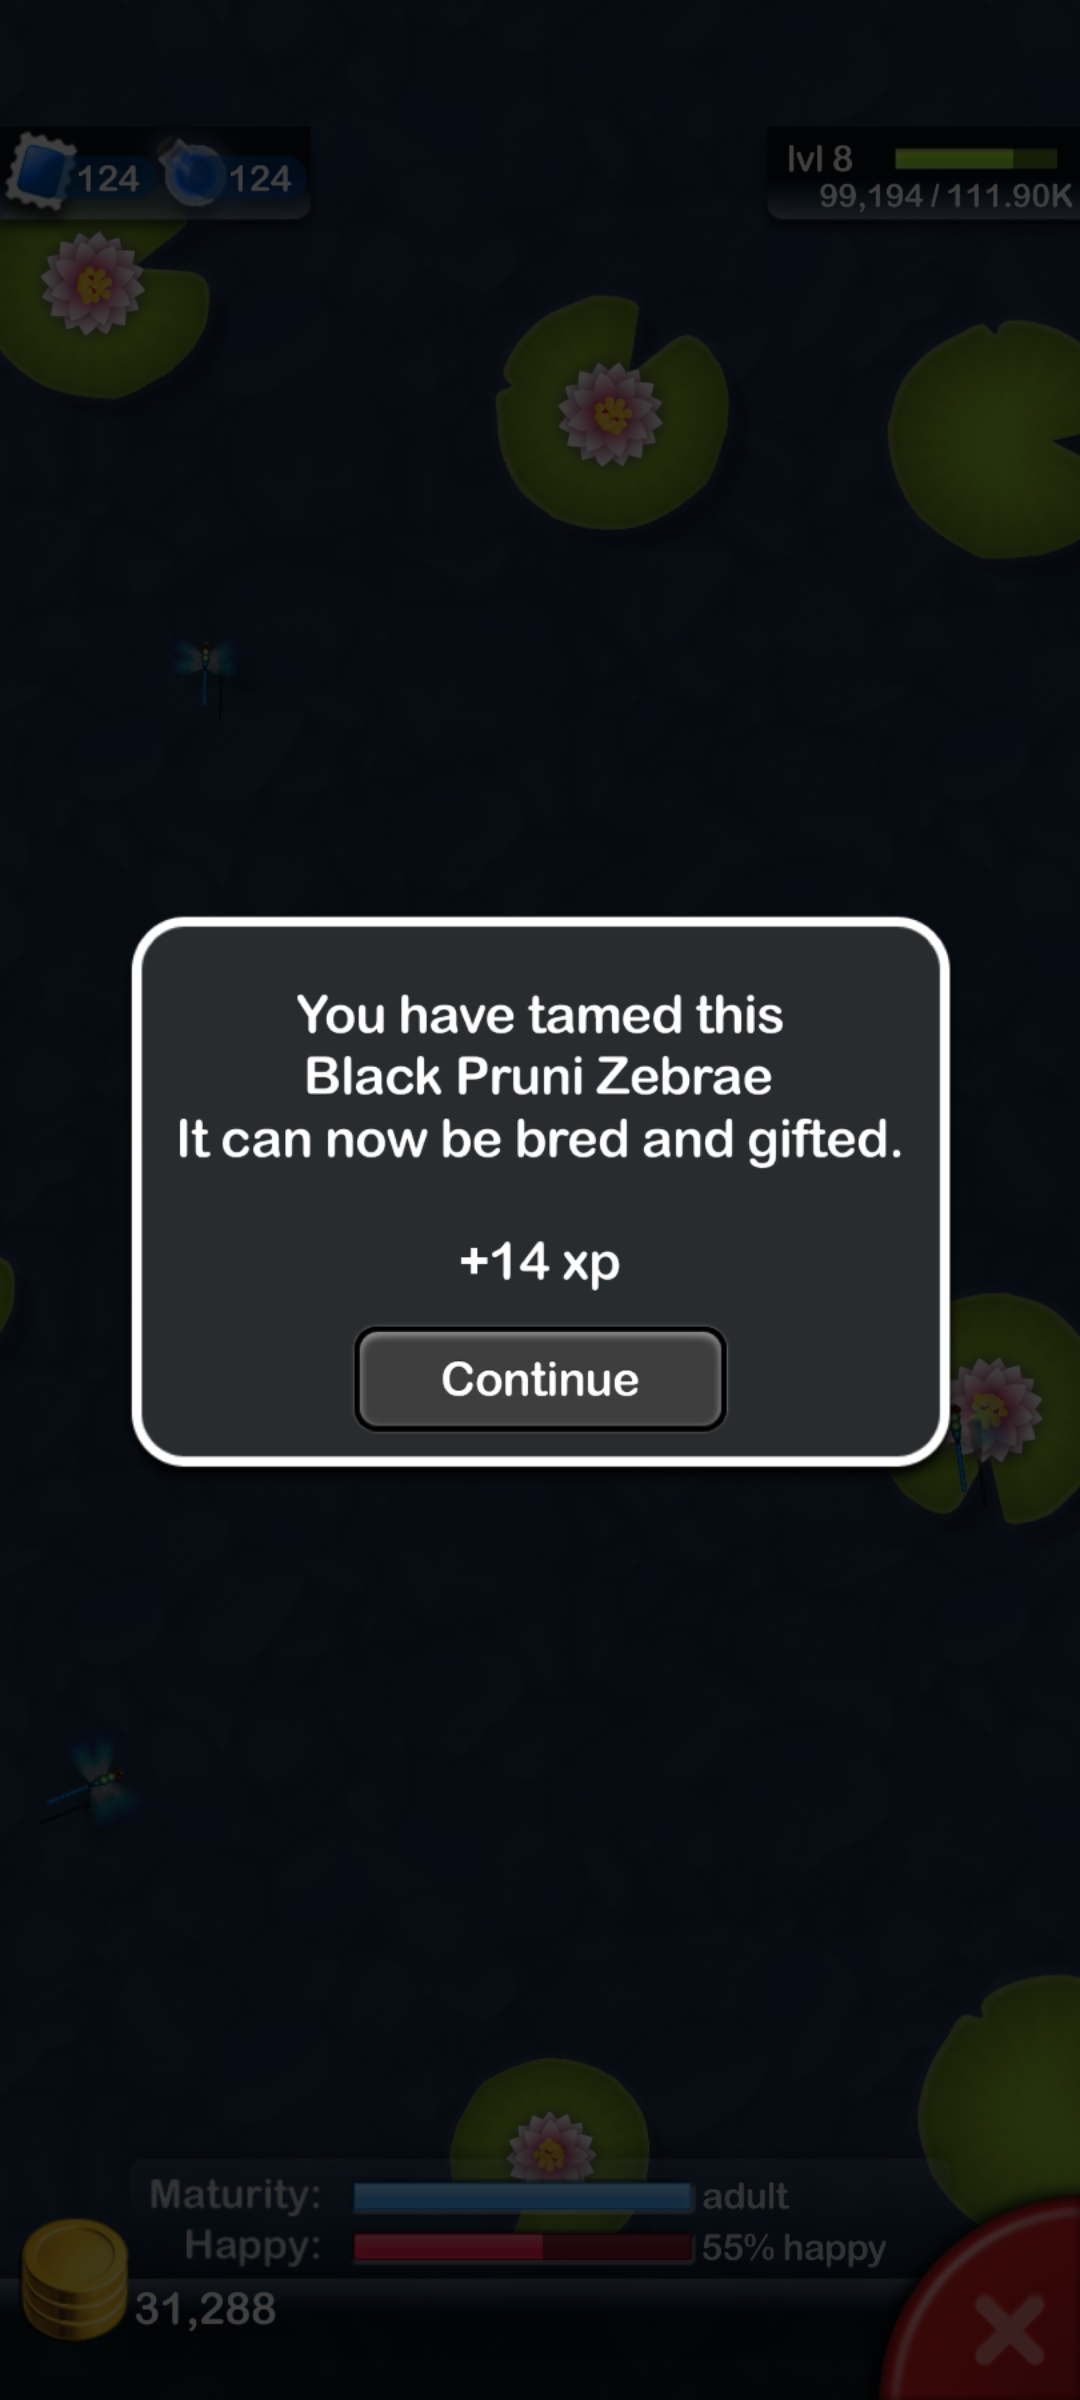 124 124
lvl 8
99,194 / 111.90K
You have tamed this
Black Pruni Zebrae
It can now be bred and gifted.
+14 xp
Continue
Maturity: adult
Happy: 55% happy
31,288